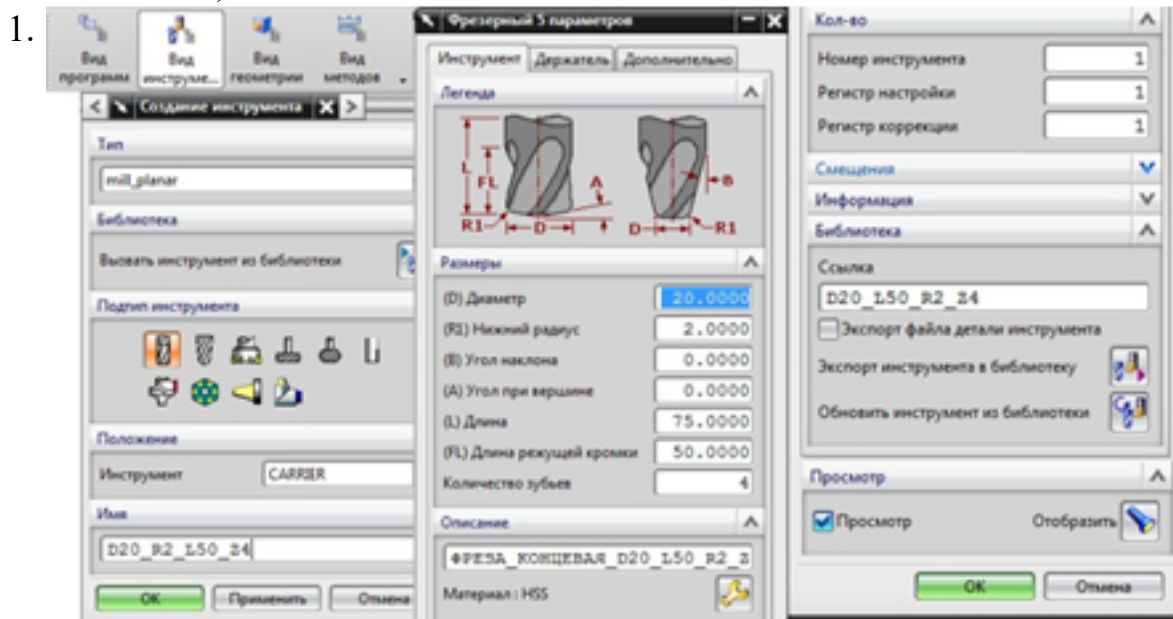 1.
Вид программ
Вид инструме...
Вид геометрии
Вид методов
Создание инструмента
Тип
mill_planar
Библиотека
Вызвать инструмент из библиотеки
Подтип инструмента
Положение
Инструмент
CARRIER
Имя
D20_R2_L50_Z4
ОК
Применить
Отмена
Фрезерный 5 параметров
Инструмент
Держатель
Дополнительно
Легенда
L
FL
A
B
R1
D
D
R1
Размеры
(D) Диаметр 20.0000
(R1) Нижний радиус 2.0000
(B) Угол наклона 0.0000
(A) Угол при вершине 0.0000
(L) Длина 75.0000
(FL) Длина режущей кромки 50.0000
Количество зубьев 4
Описание
ФРЕЗА_КОНЦЕВАЯ_D20_L50_R2_Z
Материал : HSS
Кол-во
Номер инструмента 1
Регистр настройки 1
Регистр коррекции 1
Смещения
Информация
Библиотека
Ссылка
D20_L50_R2_Z4
Экспорт файла детали инструмента
Экспорт инструмента в библиотеку
Обновить инструмент из библиотеки
Просмотр
Просмотр
Отобразить
ОК
Отмена